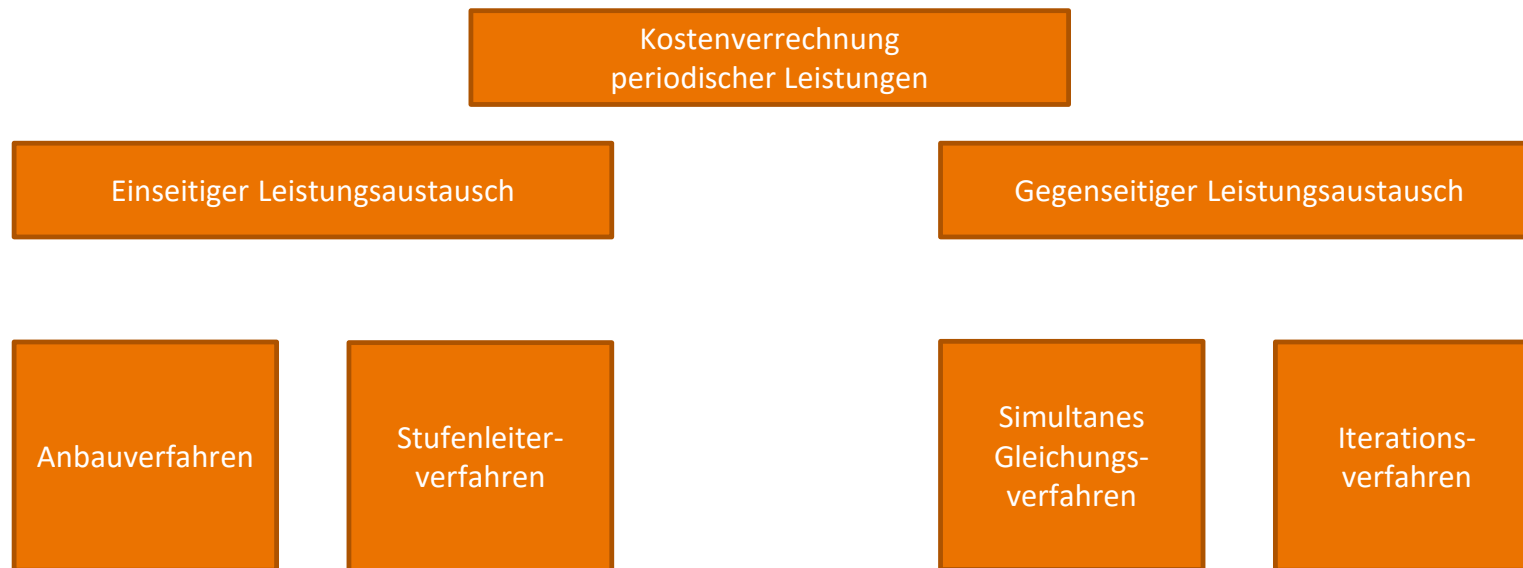 Kostenverrechnung
periodischer Leistungen
Einseitiger Leistungsaustausch
Gegenseitiger Leistungsaustausch
Anbauverfahren
Stufenleiter-
verfahren
Simultanes
Gleichungs-
verfahren
Iterations-
verfahren